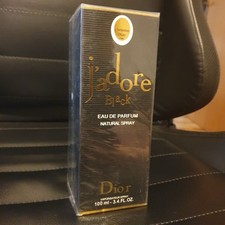 j'adore
Black
EAU DE PARFUM
NATURAL SPRAY
Dior
100 ml - 3.4 FL. OZ